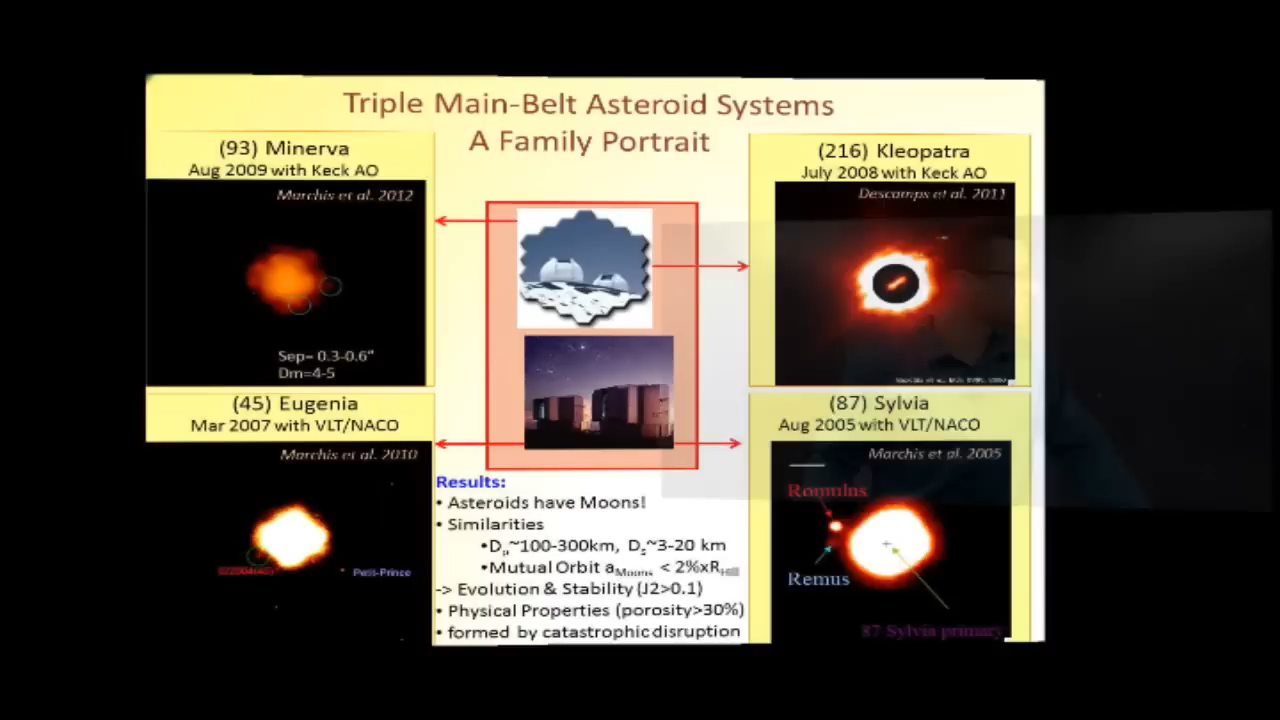 Triple Main-Belt Asteroid Systems
A Family Portrait
(93) Minerva
Aug 2009 with Keck AO
Marchis et al. 2012
Sep= 0.3-0.6"
Dm=4-5
(216) Kleopatra
July 2008 with Keck AO
Descamps et al. 2011
(45) Eugenia
Mar 2007 with VLT/NACO
Marchis et al. 2010
Petit-Prince
(87) Sylvia
Aug 2005 with VLT/NACO
Marchis et al. 2005
Romulus
Remus
87 Sylvia primary
Results:
• Asteroids have Moons!
• Similarities
•Dp~100-300km, Ds~3-20 km
•Mutual Orbit aMoons < 2%xRHill
-> Evolution & Stability (J2>0.1)
• Physical Properties (porosity>30%)
• formed by catastrophic disruption